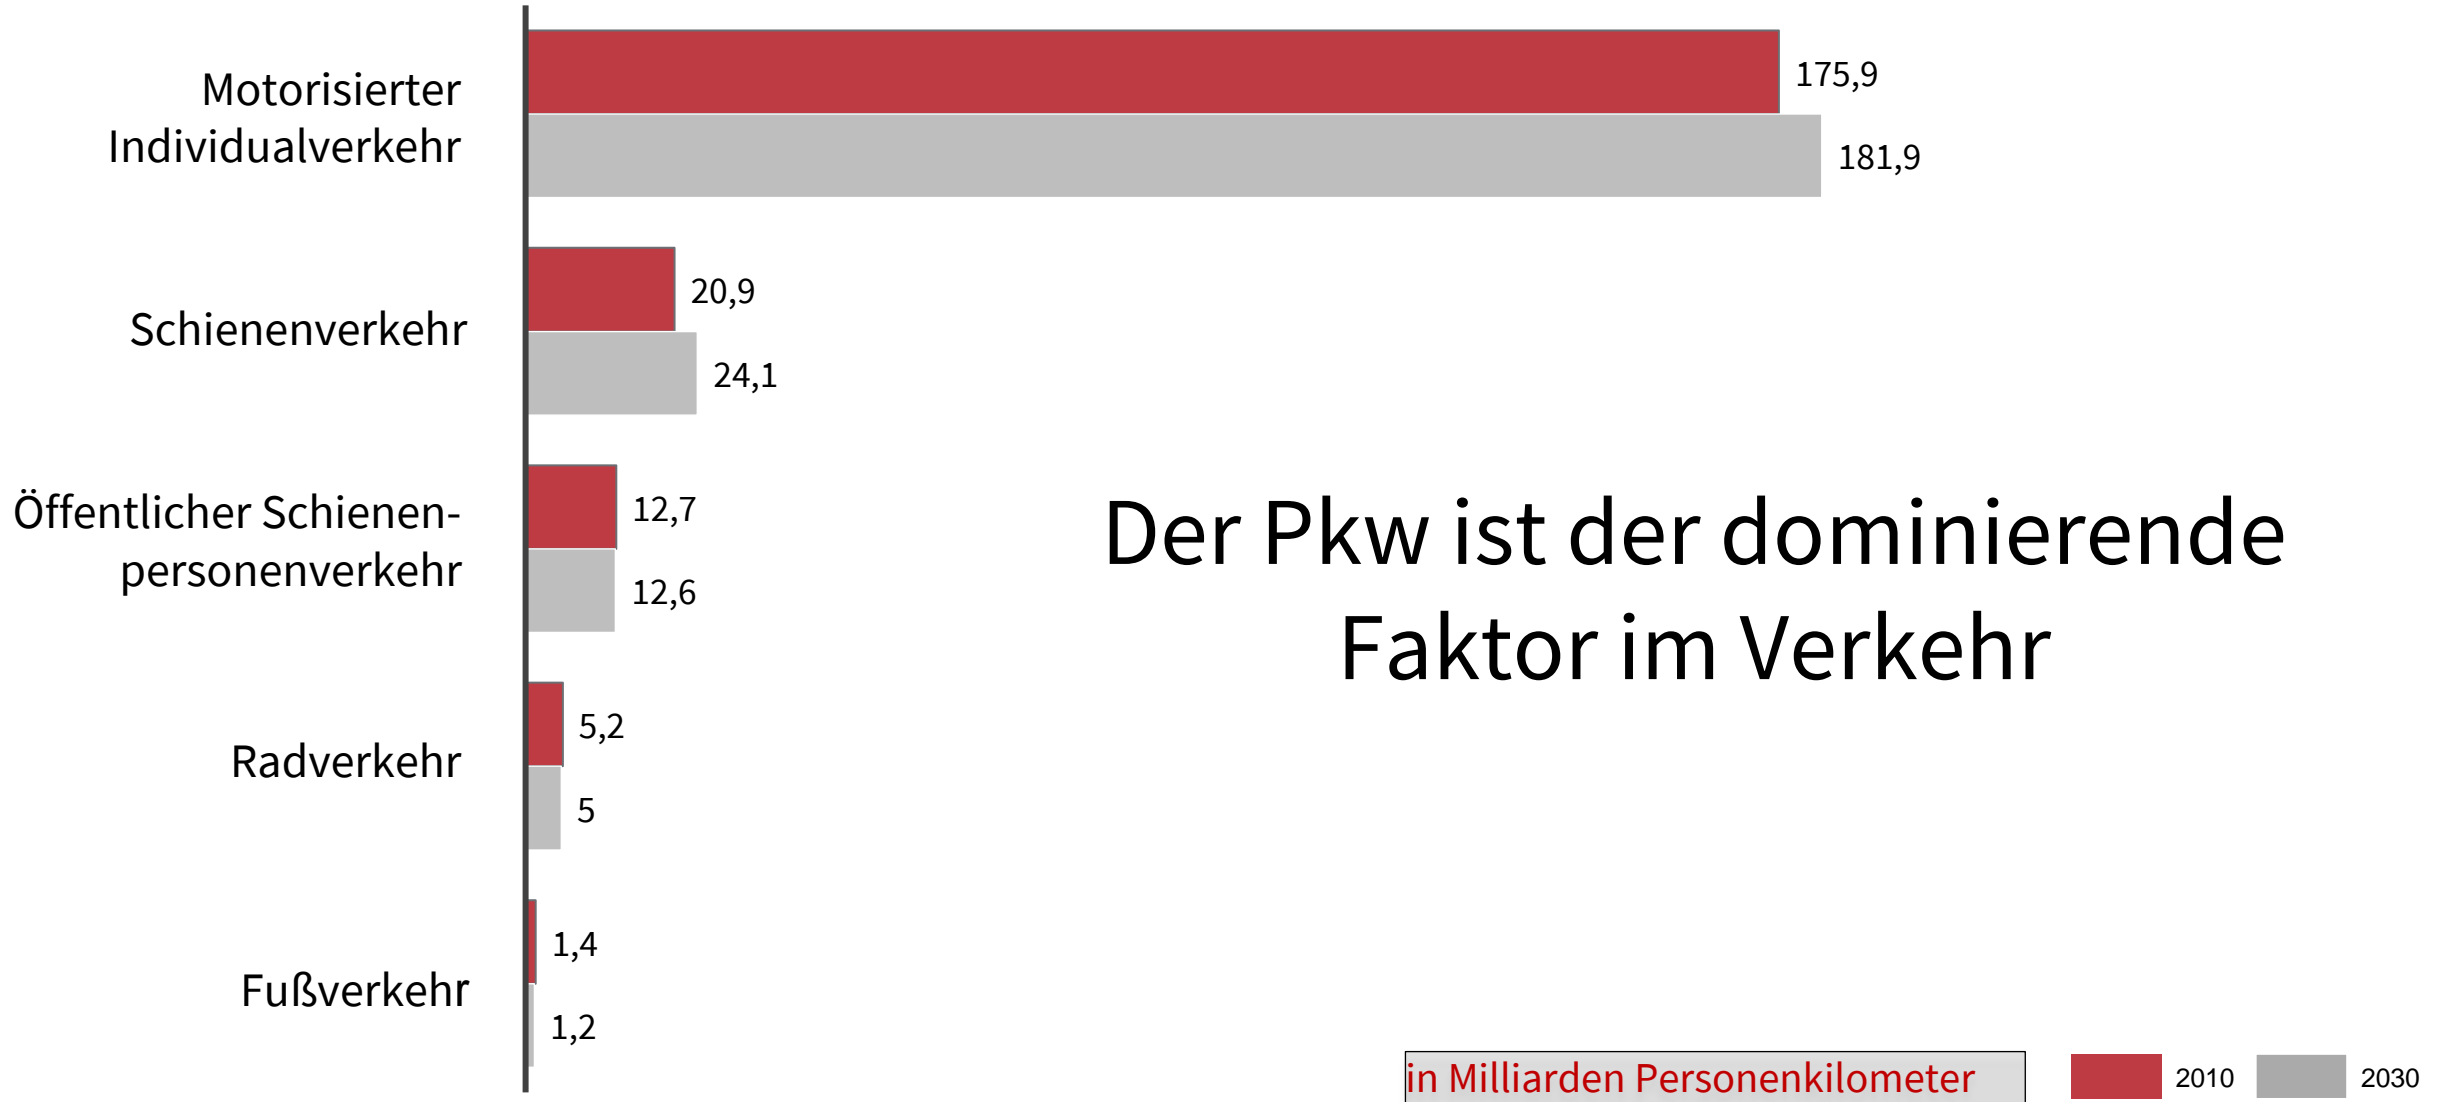 Motorisierter
Individualverkehr
175,9
181,9
Schienenverkehr
20,9
24,1
Öffentlicher Schienen-
personenverkehr
12,7
12,6
Der Pkw ist der dominierende
Faktor im Verkehr
Radverkehr
5,2
5
Fußverkehr
1,4
1,2
in Milliarden Personenkilometer
2010
2030